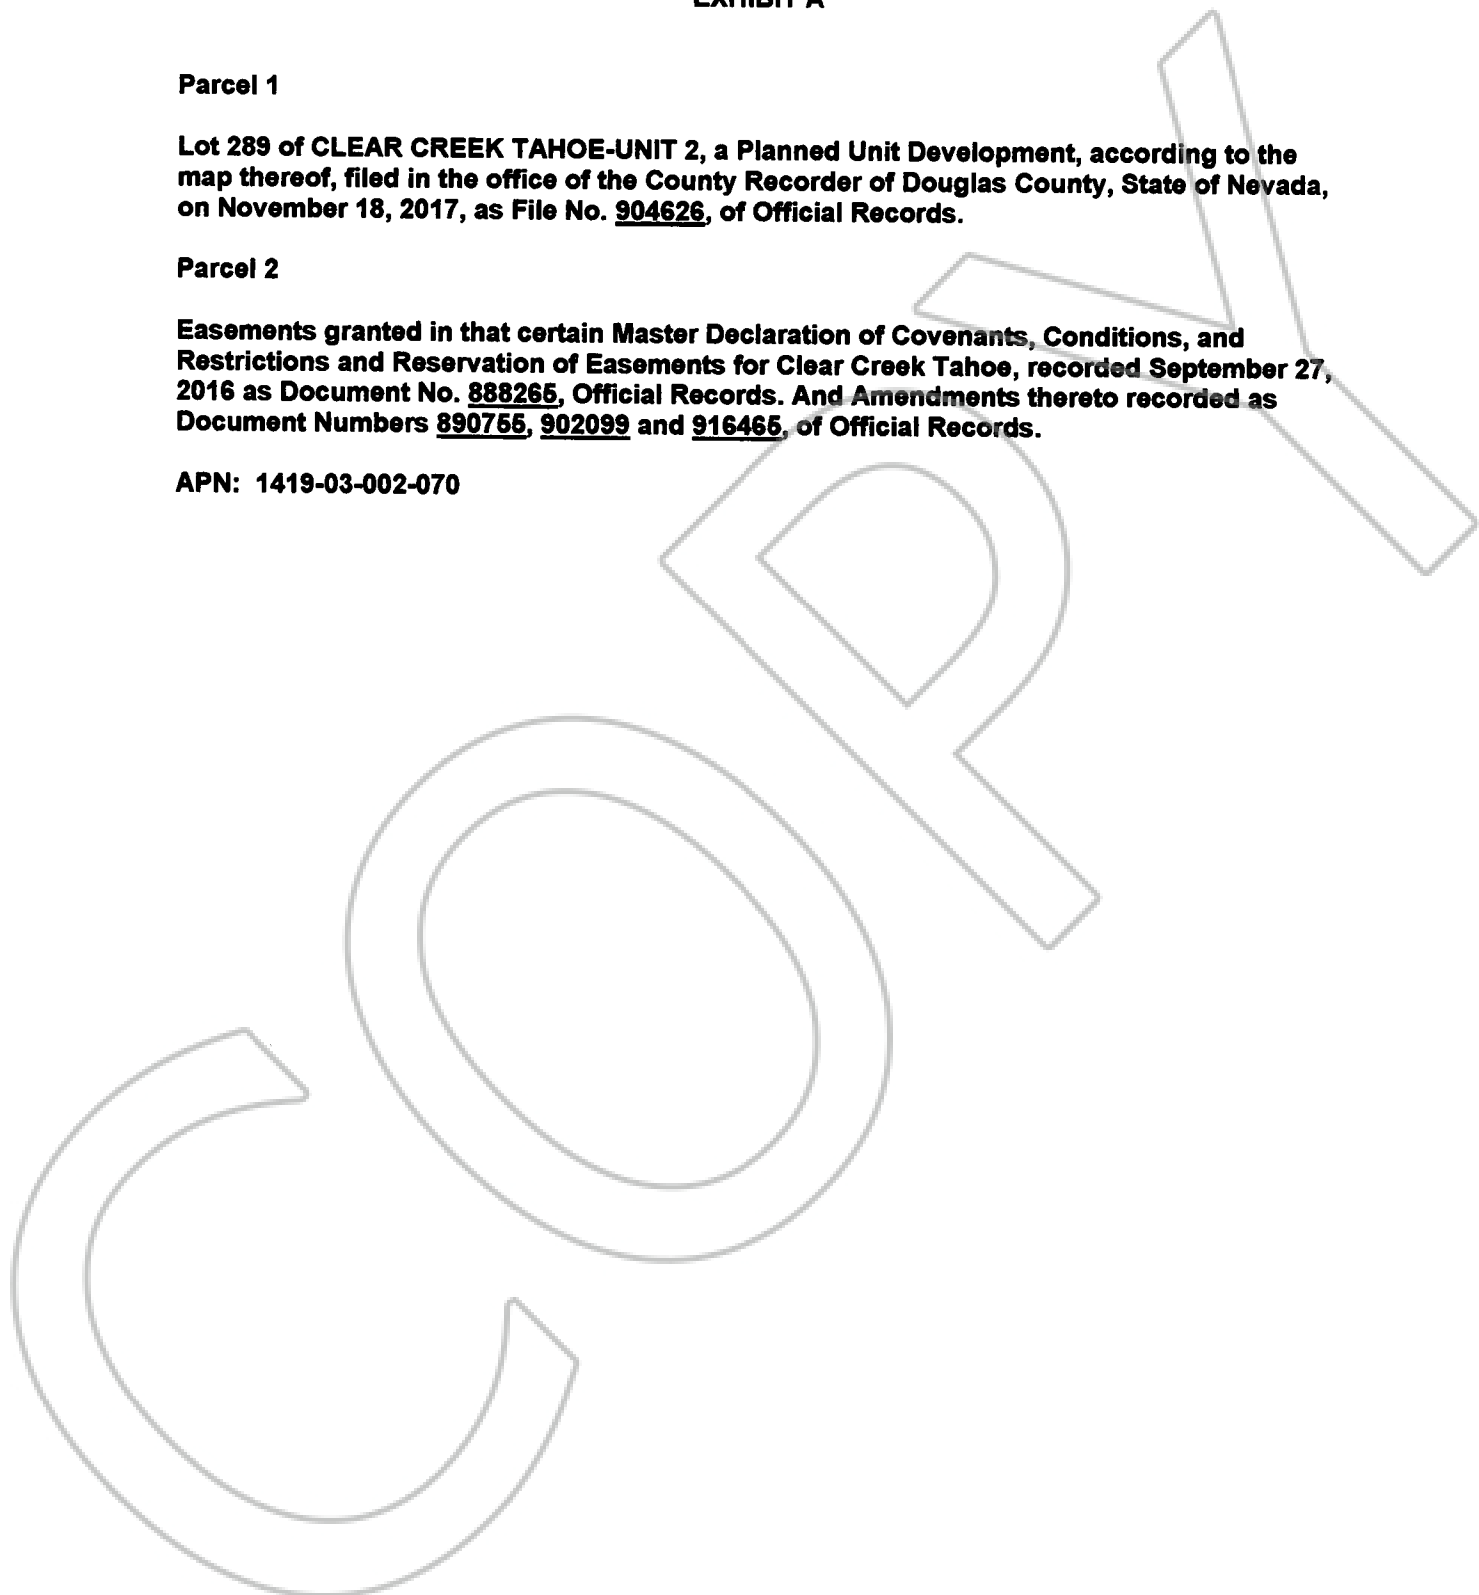 EXHIBIT A
Parcel 1
Lot 289 of CLEAR CREEK TAHOE-UNIT 2, a Planned Unit Development, according to the
map thereof, filed in the office of the County Recorder of Douglas County, State of Nevada,
on November 18, 2017, as File No. 904626, of Official Records.
Parcel 2
Easements granted in that certain Master Declaration of Covenants, Conditions, and
Restrictions and Reservation of Easements for Clear Creek Tahoe, recorded September 27,
2016 as Document No. 888265, Official Records. And Amendments thereto recorded as
Document Numbers 890755, 902099 and 916465, of Official Records.
APN: 1419-03-002-070
COPY